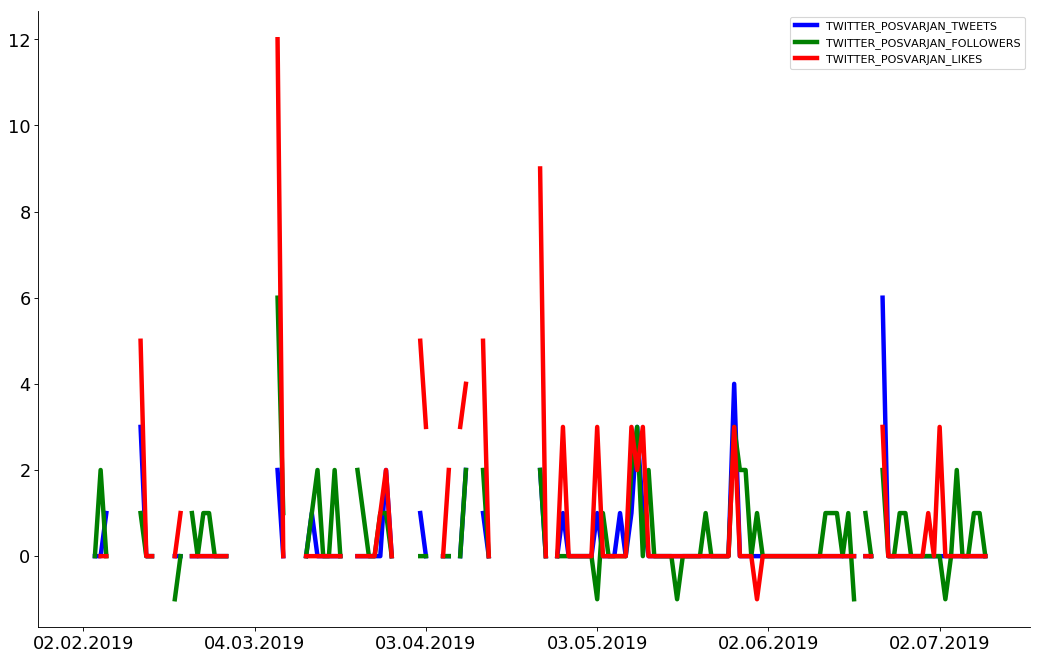 12
10
8
6
4
2
0
TWITTER_POSVARJAN_TWEETS
TWITTER_POSVARJAN_FOLLOWERS
TWITTER_POSVARJAN_LIKES
02.02.2019 04.03.2019 03.04.2019 03.05.2019 02.06.2019 02.07.2019